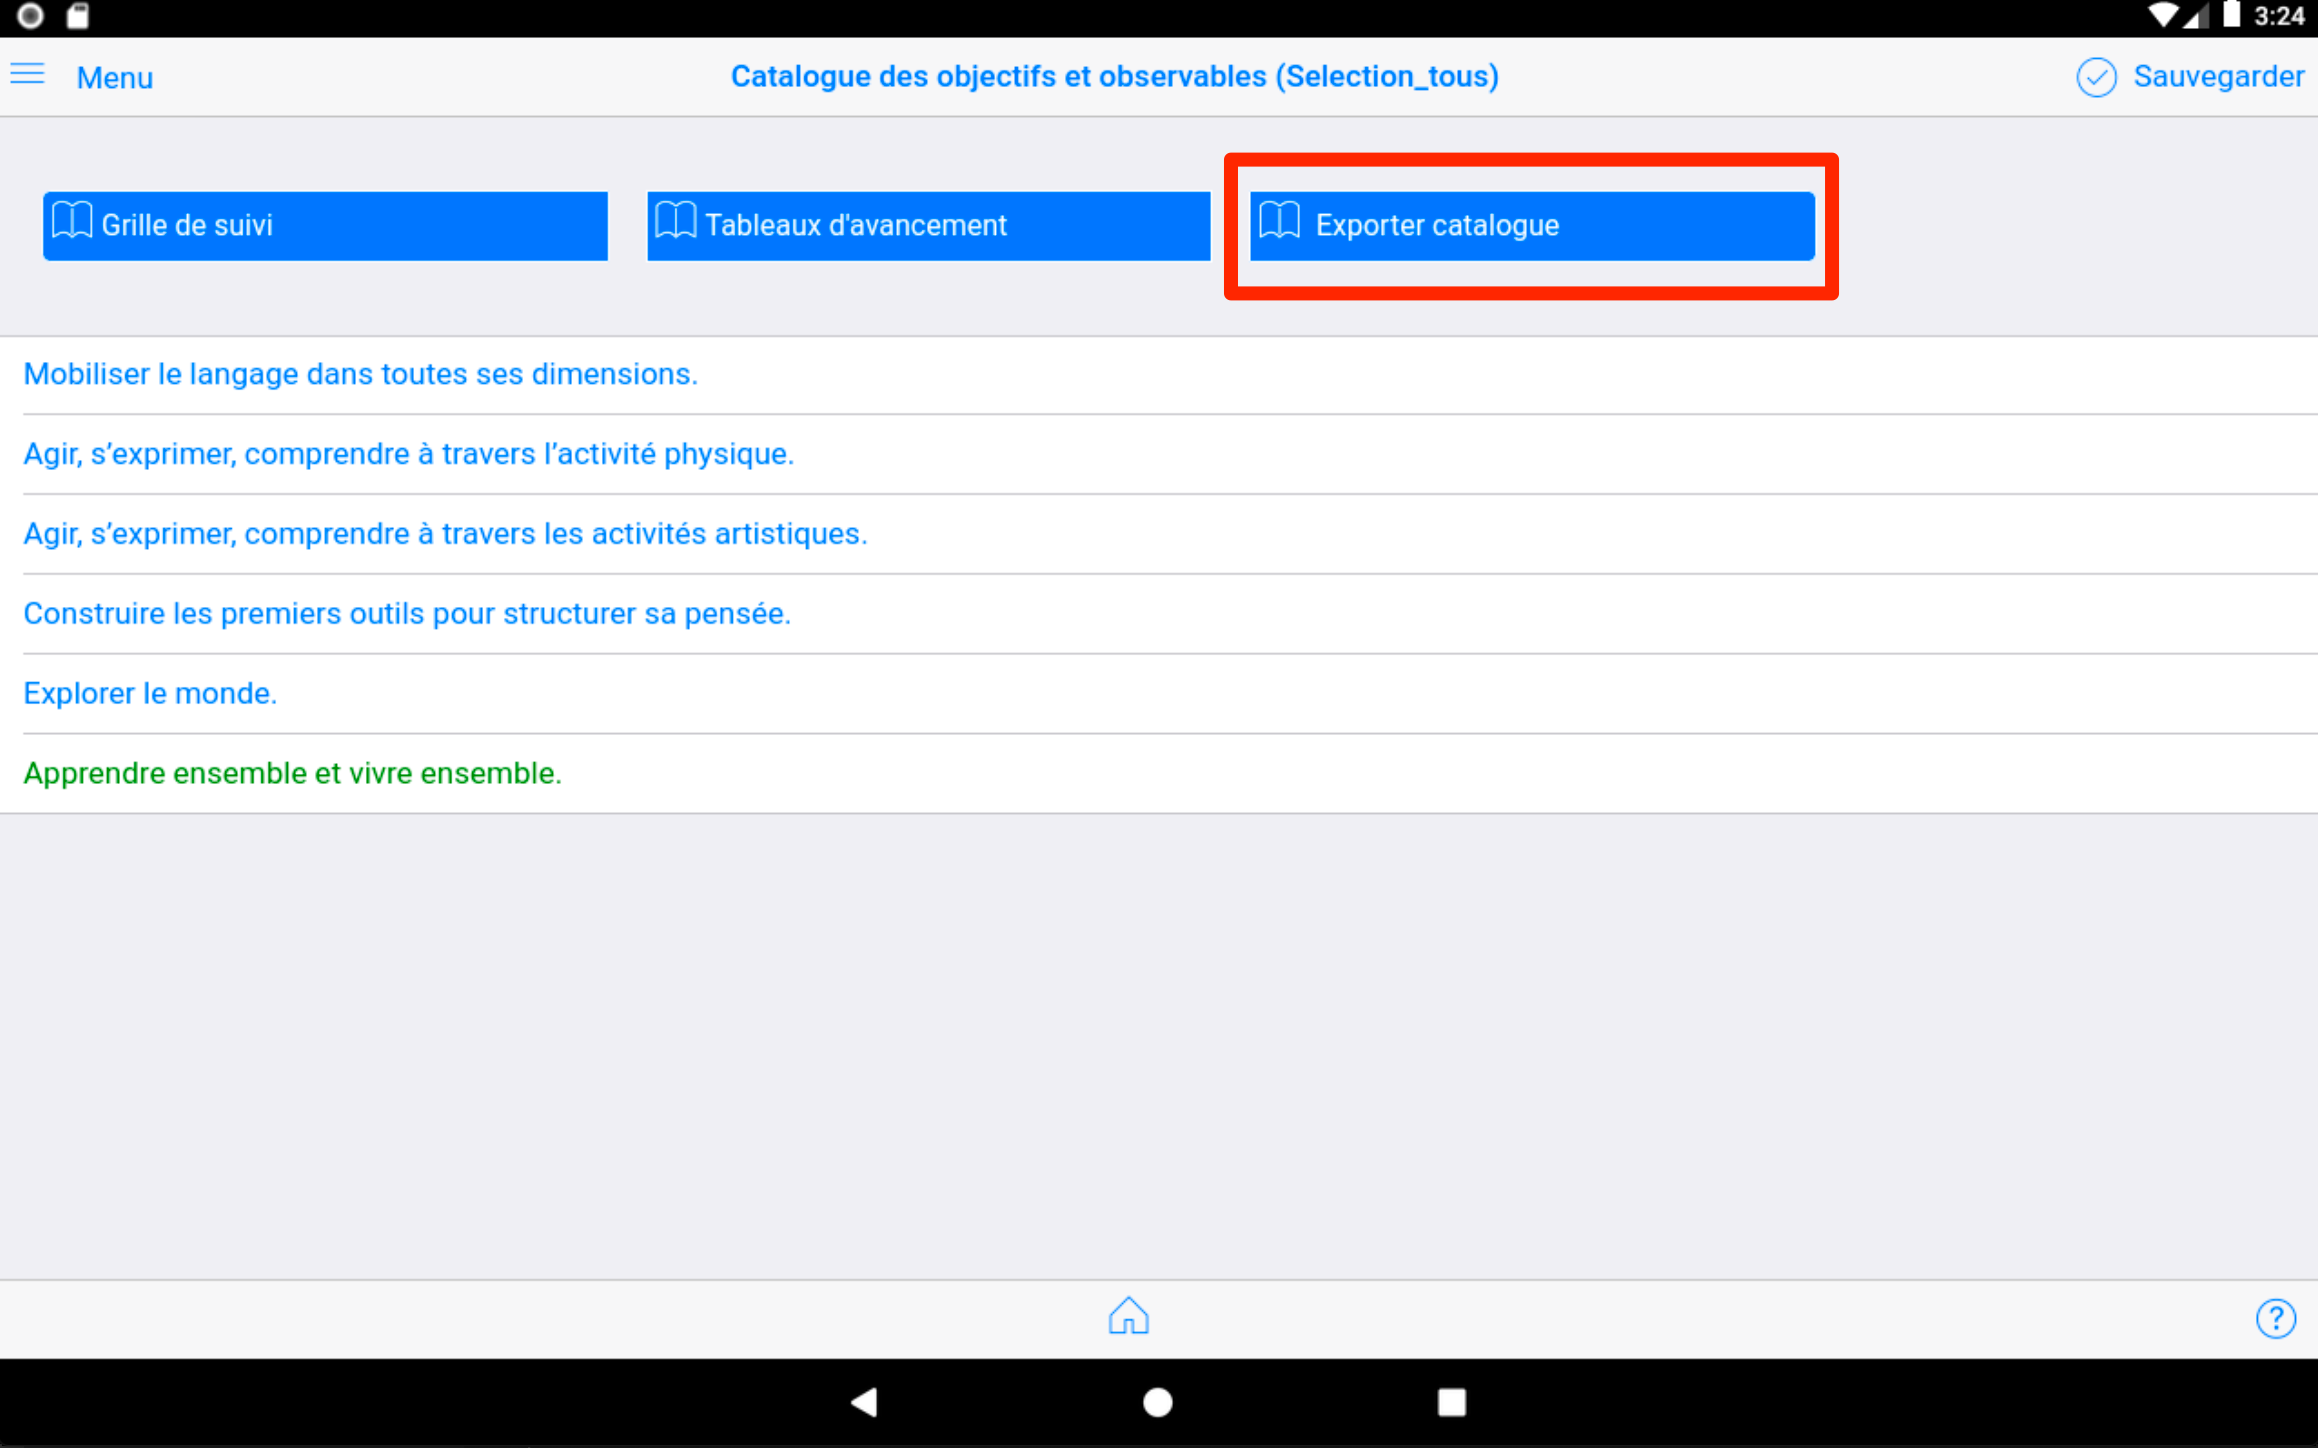 3:24
Menu
Catalogue des objectifs et observables (Selection_tous)
Sauvegarder
Grille de suivi
Tableaux d'avancement
Exporter catalogue
Mobiliser le langage dans toutes ses dimensions.
Agir, s’exprimer, comprendre à travers l’activité physique.
Agir, s’exprimer, comprendre à travers les activités artistiques.
Construire les premiers outils pour structurer sa pensée.
Explorer le monde.
Apprendre ensemble et vivre ensemble.
?